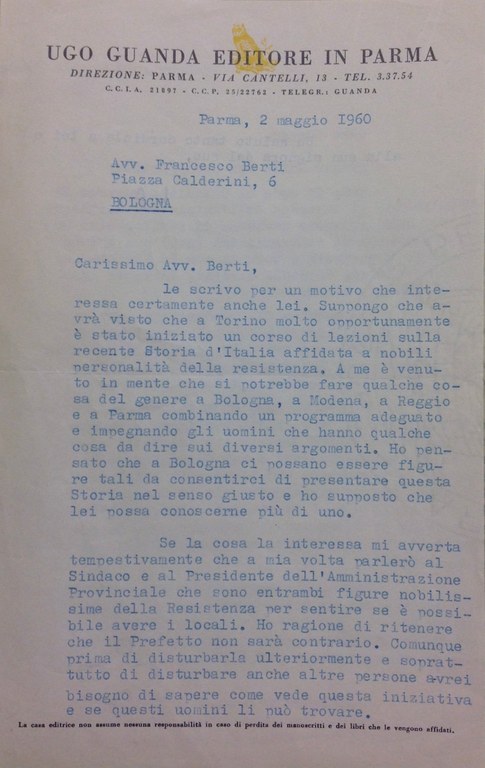 UGO GUANDA EDITORE IN PARMA
DIREZIONE: PARMA - VIA CANTELLI, 13 - TEL. 3.37.54
C.C.I.A. 21897 - C.C.P. 25/22762 - TELEGR.: GUANDA
Parma, 2 maggio 1960
Avv. Francesco Berti
Piazza Calderini, 6
BOLOGNA
Carissimo Avv. Berti,
le scrivo per un motivo che inte-
ressa certamente anche lei. Suppongo che a-
vrà visto che a Torino molto opportunamente
è stato iniziato un corso di lezioni sulla
recente Storia d'Italia affidata a nobili
personalità della resistenza. A me è venu-
to in mente che si potrebbe fare qualche co-
sa del genere a Bologna, a Modena, a Reggio
e a Parma combinando un programma adeguato
e impegnando gli uomini che hanno qualche
cosa da dire sui diversi argomenti. Ho pen-
sato che a Bologna ci possano essere figu-
re tali da consentirci di presentare questa
Storia nel senso giusto e ho supposto che
lei possa conoscerne più di uno.
Se la cosa la interessa mi avverta
tempestivamente che a mia volta parlerò al
Sindaco e al Presidente dell'Amministrazione
Provinciale che sono entrambi figure nobilis-
sime della Resistenza per sentire se è possi-
bile avere i locali. Ho ragione di ritenere
che il Prefetto non sarà contrario. Comunque
prima di disturbarla ulteriormente e soprat-
tutto di disturbare anche altre persone avrei
bisogno di sapere come vede questa iniziativa
e se questi uomini li può trovare.
La casa editrice non assume nessuna responsabilità in caso di perdita dei manoscritti e dei libri che le vengono affidati.